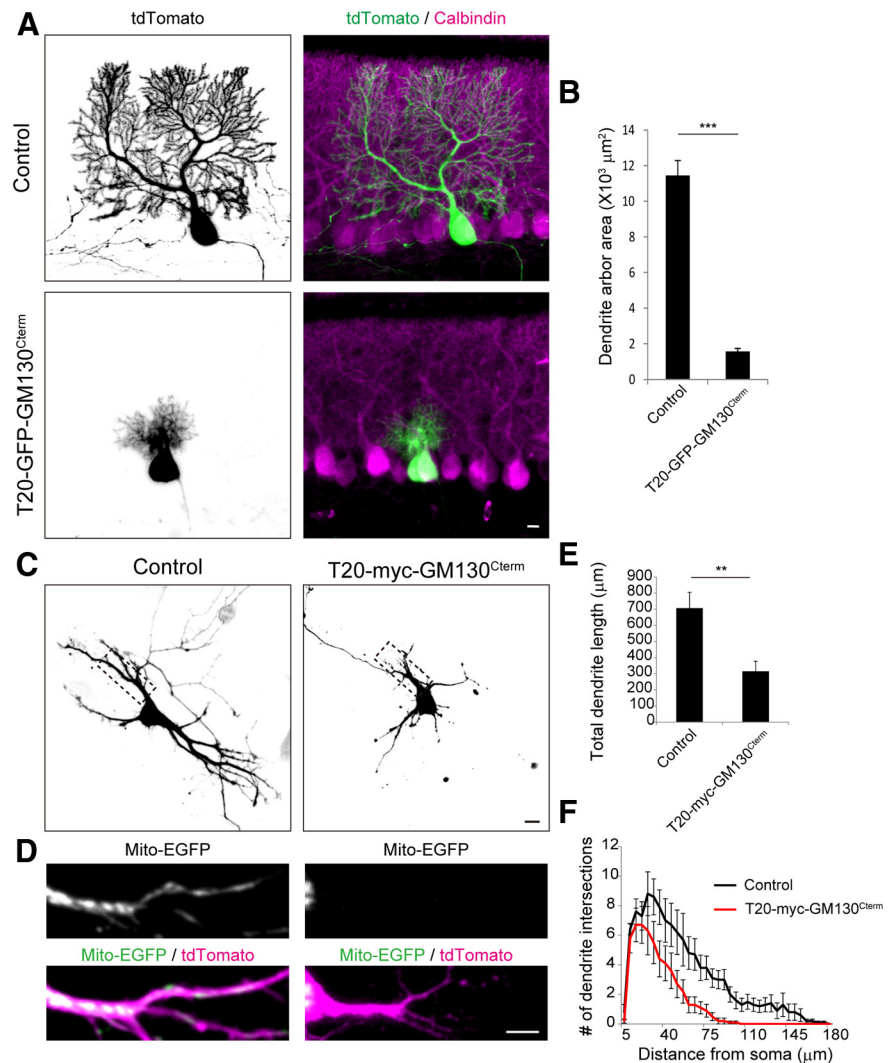 A
tdTomato
tdTomato / Calbindin
Control
T20-GFP-GM130Cterm
B
Dendrite arbor area (X10³ μm²)
14
12
10
8
6
4
2
0
***
Control
T20-GFP-GM130Cterm
C
Control
T20-myc-GM130Cterm
D
Mito-EGFP
Mito-EGFP
Mito-EGFP / tdTomato
Mito-EGFP / tdTomato
E
Total dendrite length (μm)
900
800
700
600
500
400
300
200
100
0
**
Control
T20-myc-GM130Cterm
F
# of dendrite intersections
12
10
8
6
4
2
0
Control
T20-myc-GM130Cterm
5 40 75 110 145 180
Distance from soma (μm)